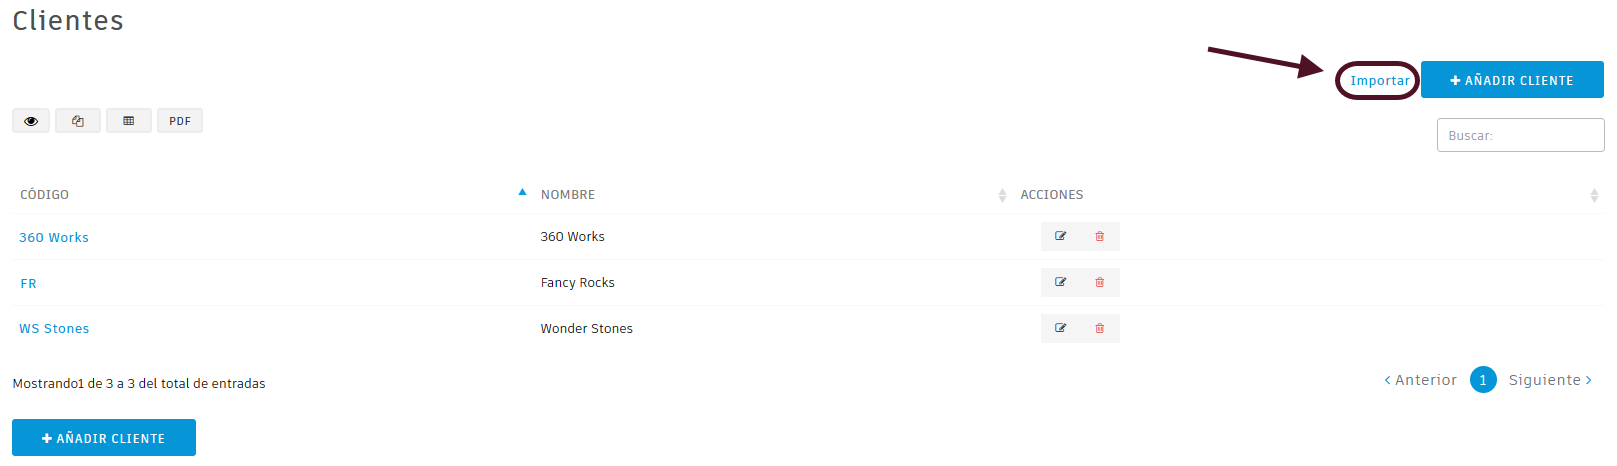 Clientes
Importar
AÑADIR CLIENTE
PDF
Buscar:
CÓDIGO NOMBRE ACCIONES
360 Works 360 Works
FR Fancy Rocks
WS Stones Wonder Stones
Mostrando1 de 3 a 3 del total de entradas
Anterior 1 Siguiente
AÑADIR CLIENTE